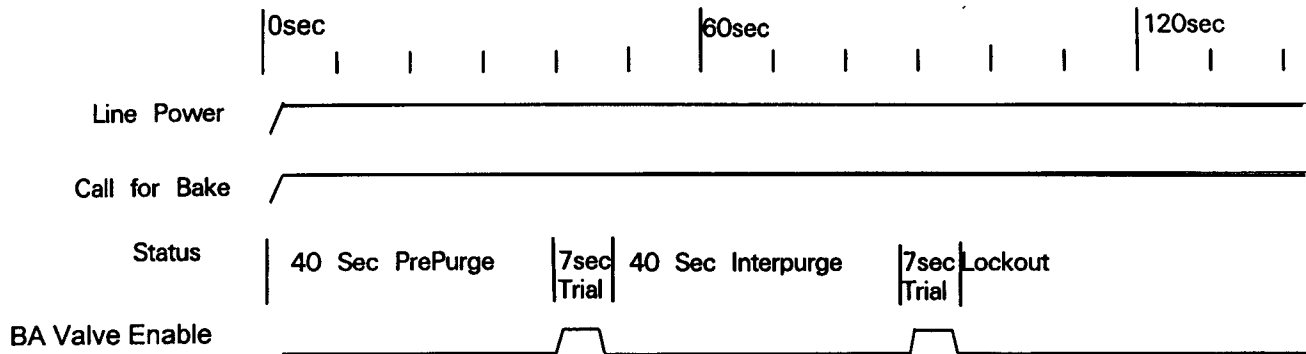 0sec 60sec 120sec
Line Power
Call for Bake
Status 40 Sec PrePurge 7sec 40 Sec Interpurge 7sec Lockout
Trial Trial
BA Valve Enable